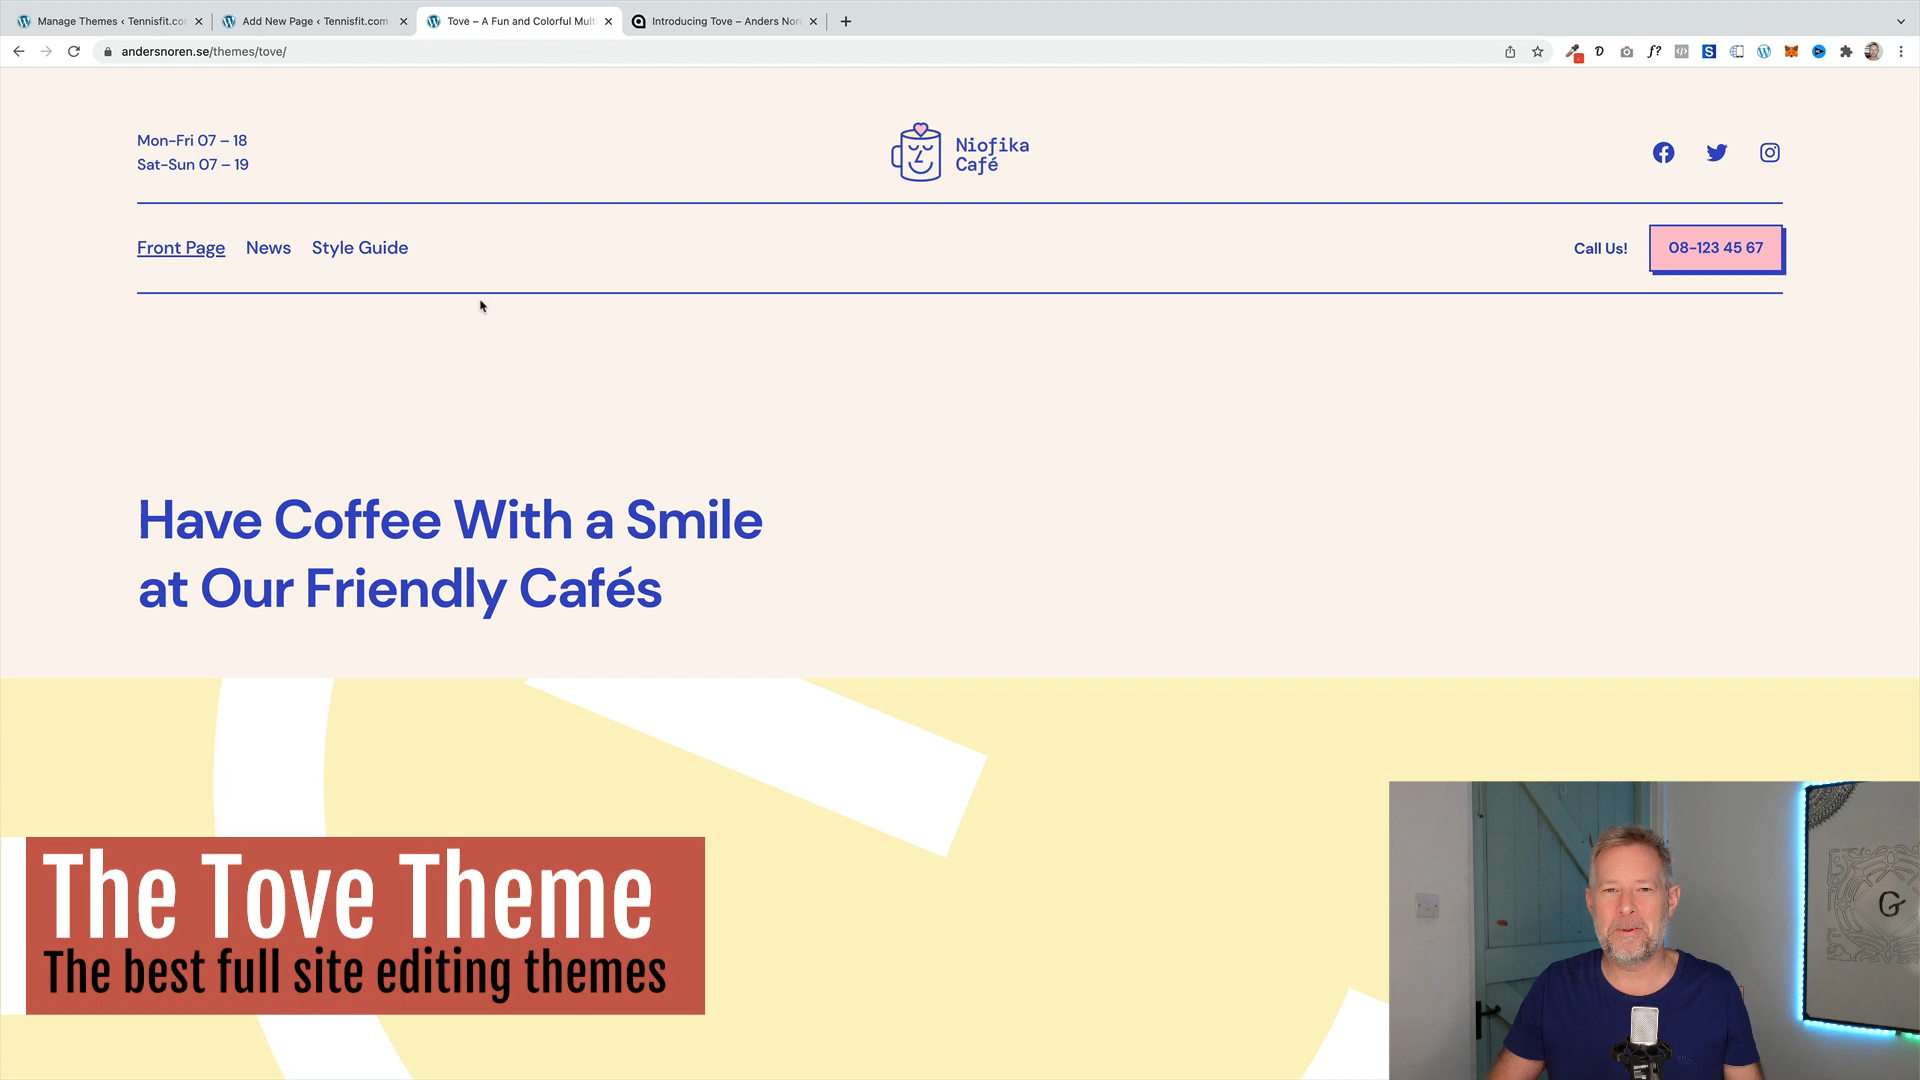 Manage Themes ‹ Tennisfit.co
Add New Page ‹ Tennisfit.com
Tove – A Fun and Colorful Mult
Introducing Tove – Anders Nor
andersnoren.se/themes/tove/
Mon-Fri 07 – 18
Sat-Sun 07 – 19
Niofika
Café
Front Page
News
Style Guide
Call Us!
08-123 45 67
Have Coffee With a Smile
at Our Friendly Cafés
The Tove Theme
The best full site editing themes
G